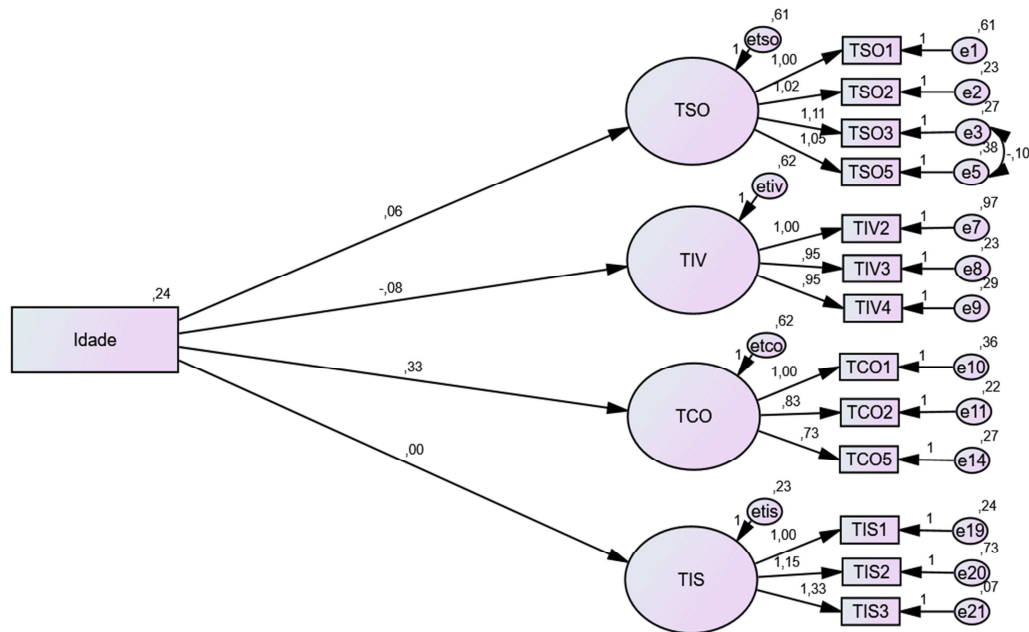 ,61
etso
1
,61
1,00
TSO1
1
e1
,23
1,02
TSO2
1
e2
,27
TSO
1,11
TSO3
1
e3
,38
-,10
1,05
TSO5
1
e5
,06
,62
etiv
1
,97
1,00
TIV2
1
e7
,23
TIV
,95
TIV3
1
e8
,29
,95
TIV4
1
e9
-,08
,24
Idade
,33
,62
etco
1
,36
1,00
TCO1
1
e10
,22
TCO
,83
TCO2
1
e11
,27
,73
TCO5
1
e14
,00
,23
etis
1
,24
1,00
TIS1
1
e19
,73
TIS
1,15
TIS2
1
e20
,07
1,33
TIS3
1
e21